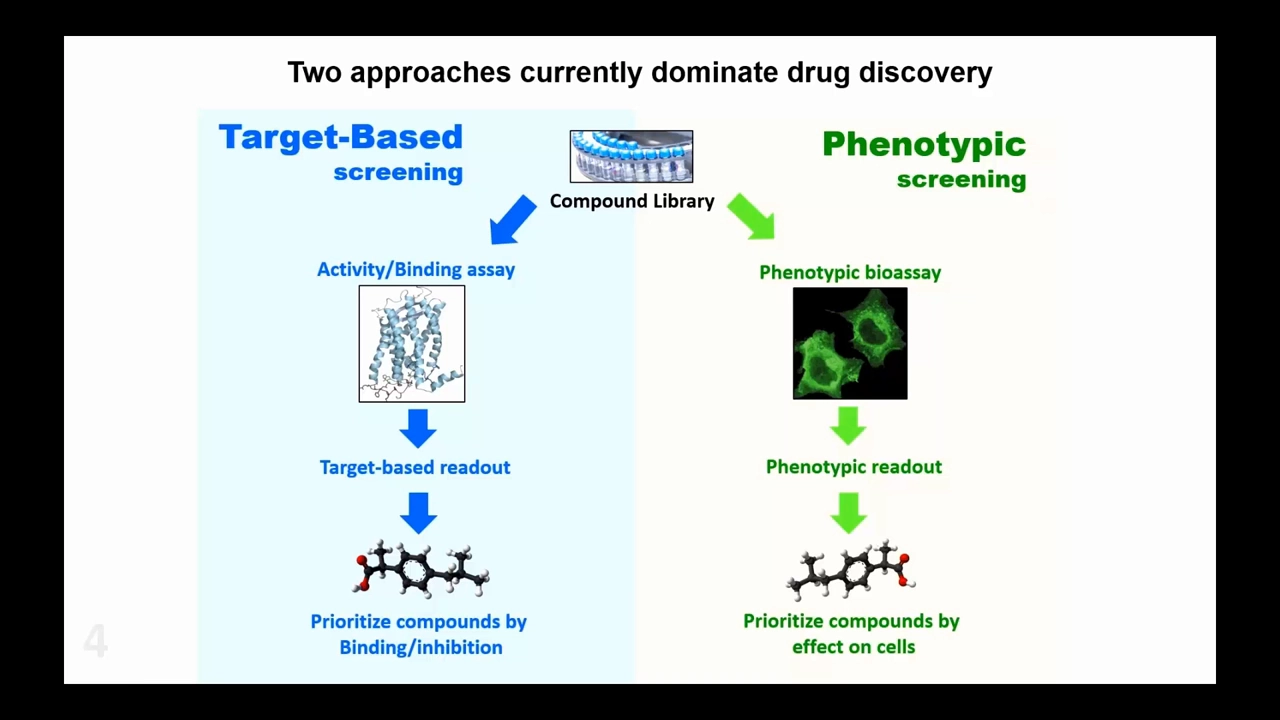 Two approaches currently dominate drug discovery
Target-Based
screening
Compound Library
Phenotypic
screening
Activity/Binding assay
Target-based readout
Prioritize compounds by
Binding/inhibition
Phenotypic bioassay
Phenotypic readout
Prioritize compounds by
effect on cells
4